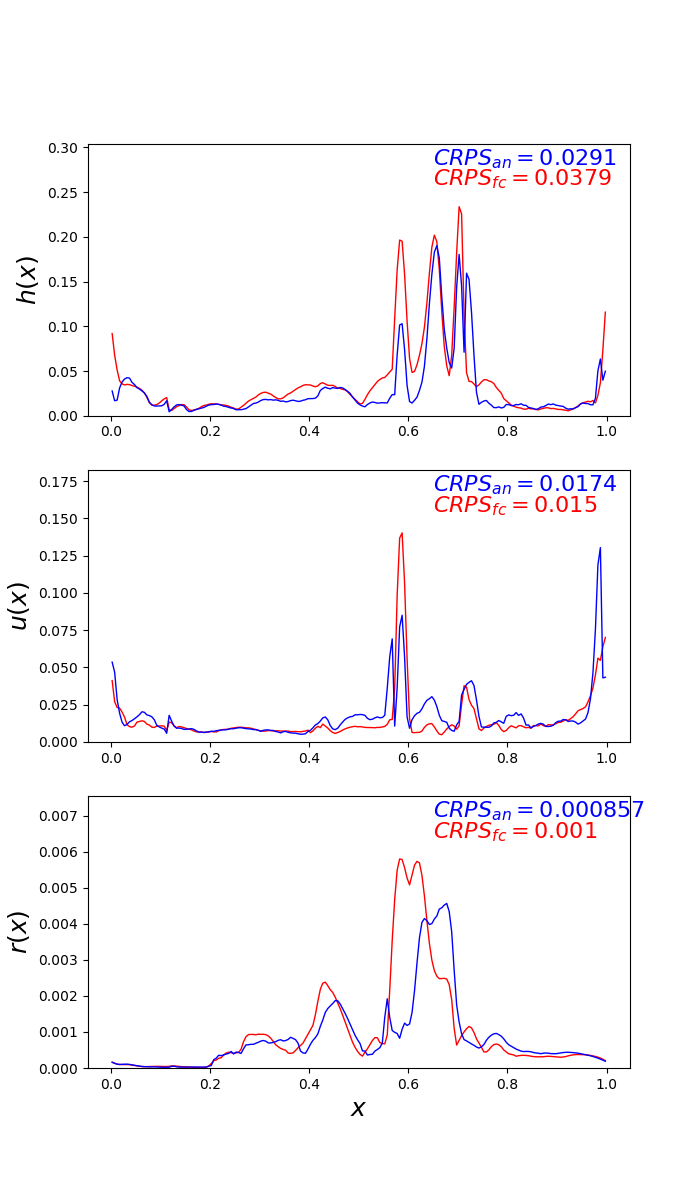 0.30
CRPS_an = 0.0291
CRPS_fc = 0.0379
0.25
0.20
h(x)
0.15
0.10
0.05
0.00
0.0 0.2 0.4 0.6 0.8 1.0
0.175
CRPS_an = 0.0174
CRPS_fc = 0.015
0.150
0.125
0.100
u(x)
0.075
0.050
0.025
0.000
0.0 0.2 0.4 0.6 0.8 1.0
0.007
CRPS_an = 0.000857
CRPS_fc = 0.001
0.006
0.005
0.004
r(x)
0.003
0.002
0.001
0.000
0.0 0.2 0.4 0.6 0.8 1.0
x